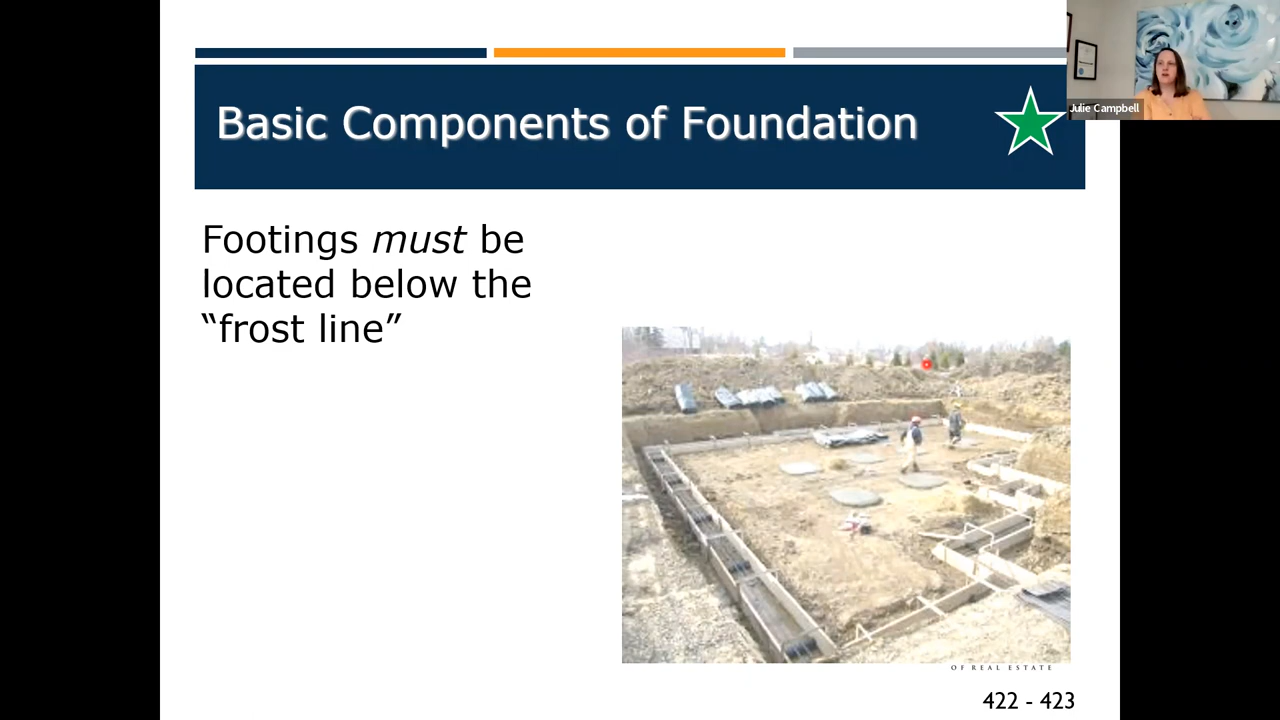 Basic Components of Foundation
Julie Campbell
Footings must be
located below the
“frost line”
OF REAL ESTATE
422 - 423